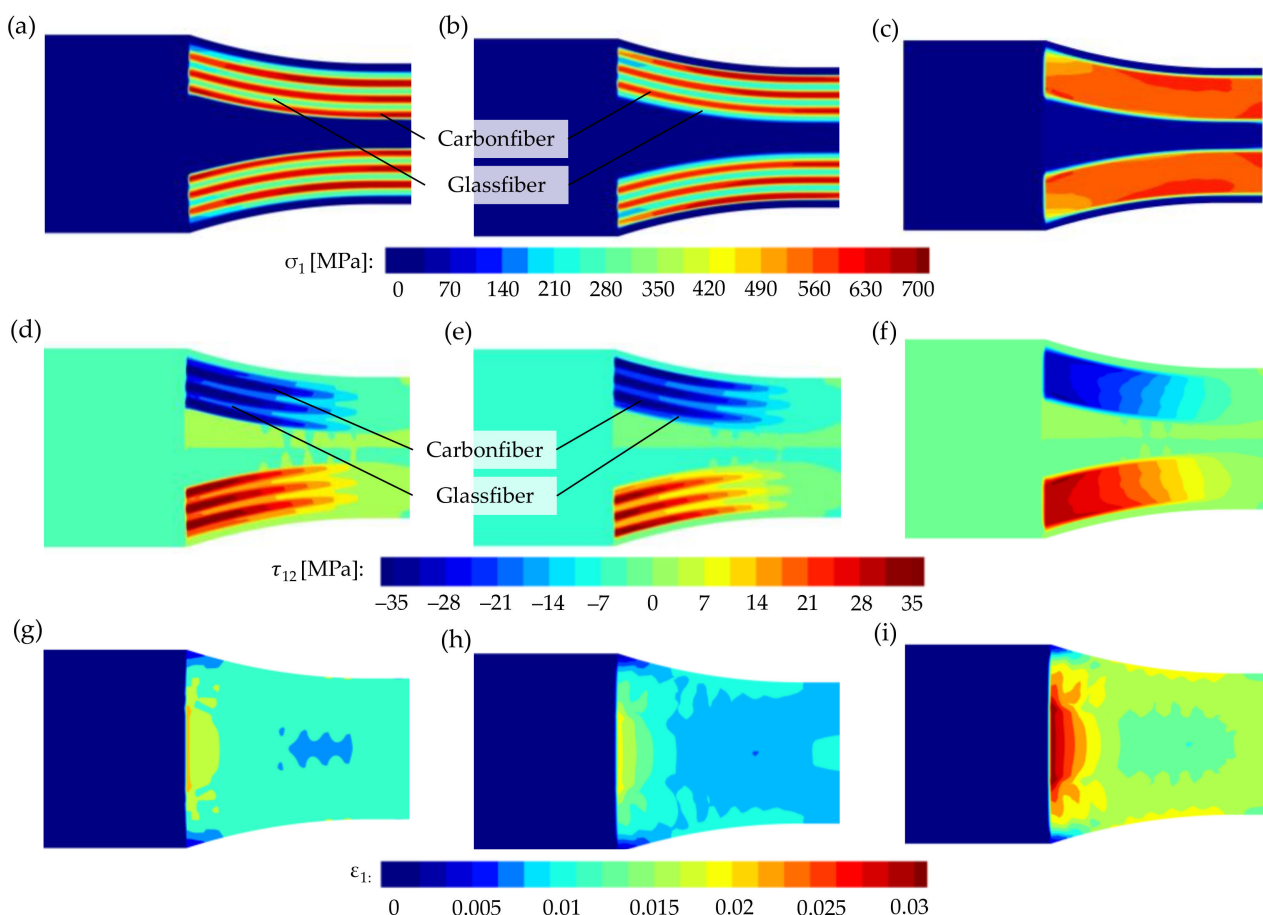 (a) (b) (c)
Carbonfiber
Glassfiber
σ1 [MPa]:
0 70 140 210 280 350 420 490 560 630 700
(d) (e) (f)
Carbonfiber
Glassfiber
τ12 [MPa]:
−35 −28 −21 −14 −7 0 7 14 21 28 35
(g) (h) (i)
ε1:
0 0.005 0.01 0.015 0.02 0.025 0.03